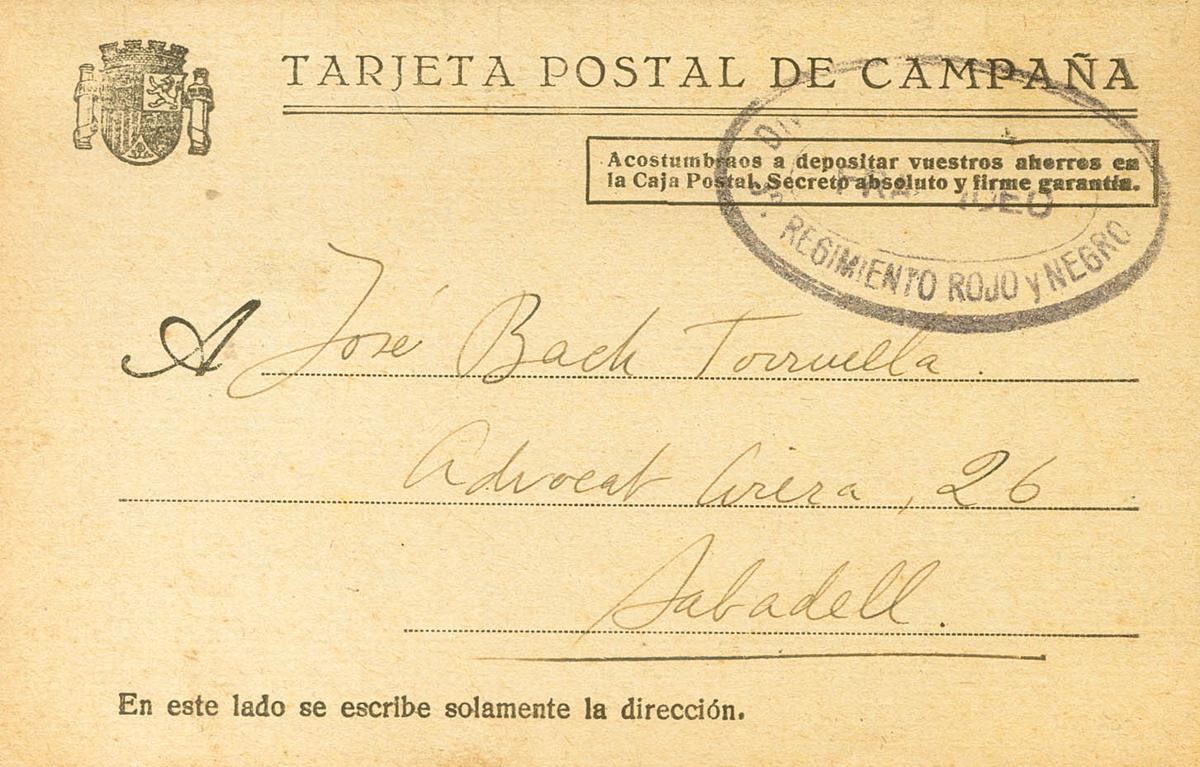 TARJETA POSTAL DE CAMPAÑA
Acostumbraos a depositar vuestros ahorros en
la Caja Postal. Secreto absoluto y firme garantía.
REGIMIENTO ROJO y NEGRO
A José Bach Torruella.
Advocat Cirera, 26
Sabadell.
En este lado se escribe solamente la dirección.